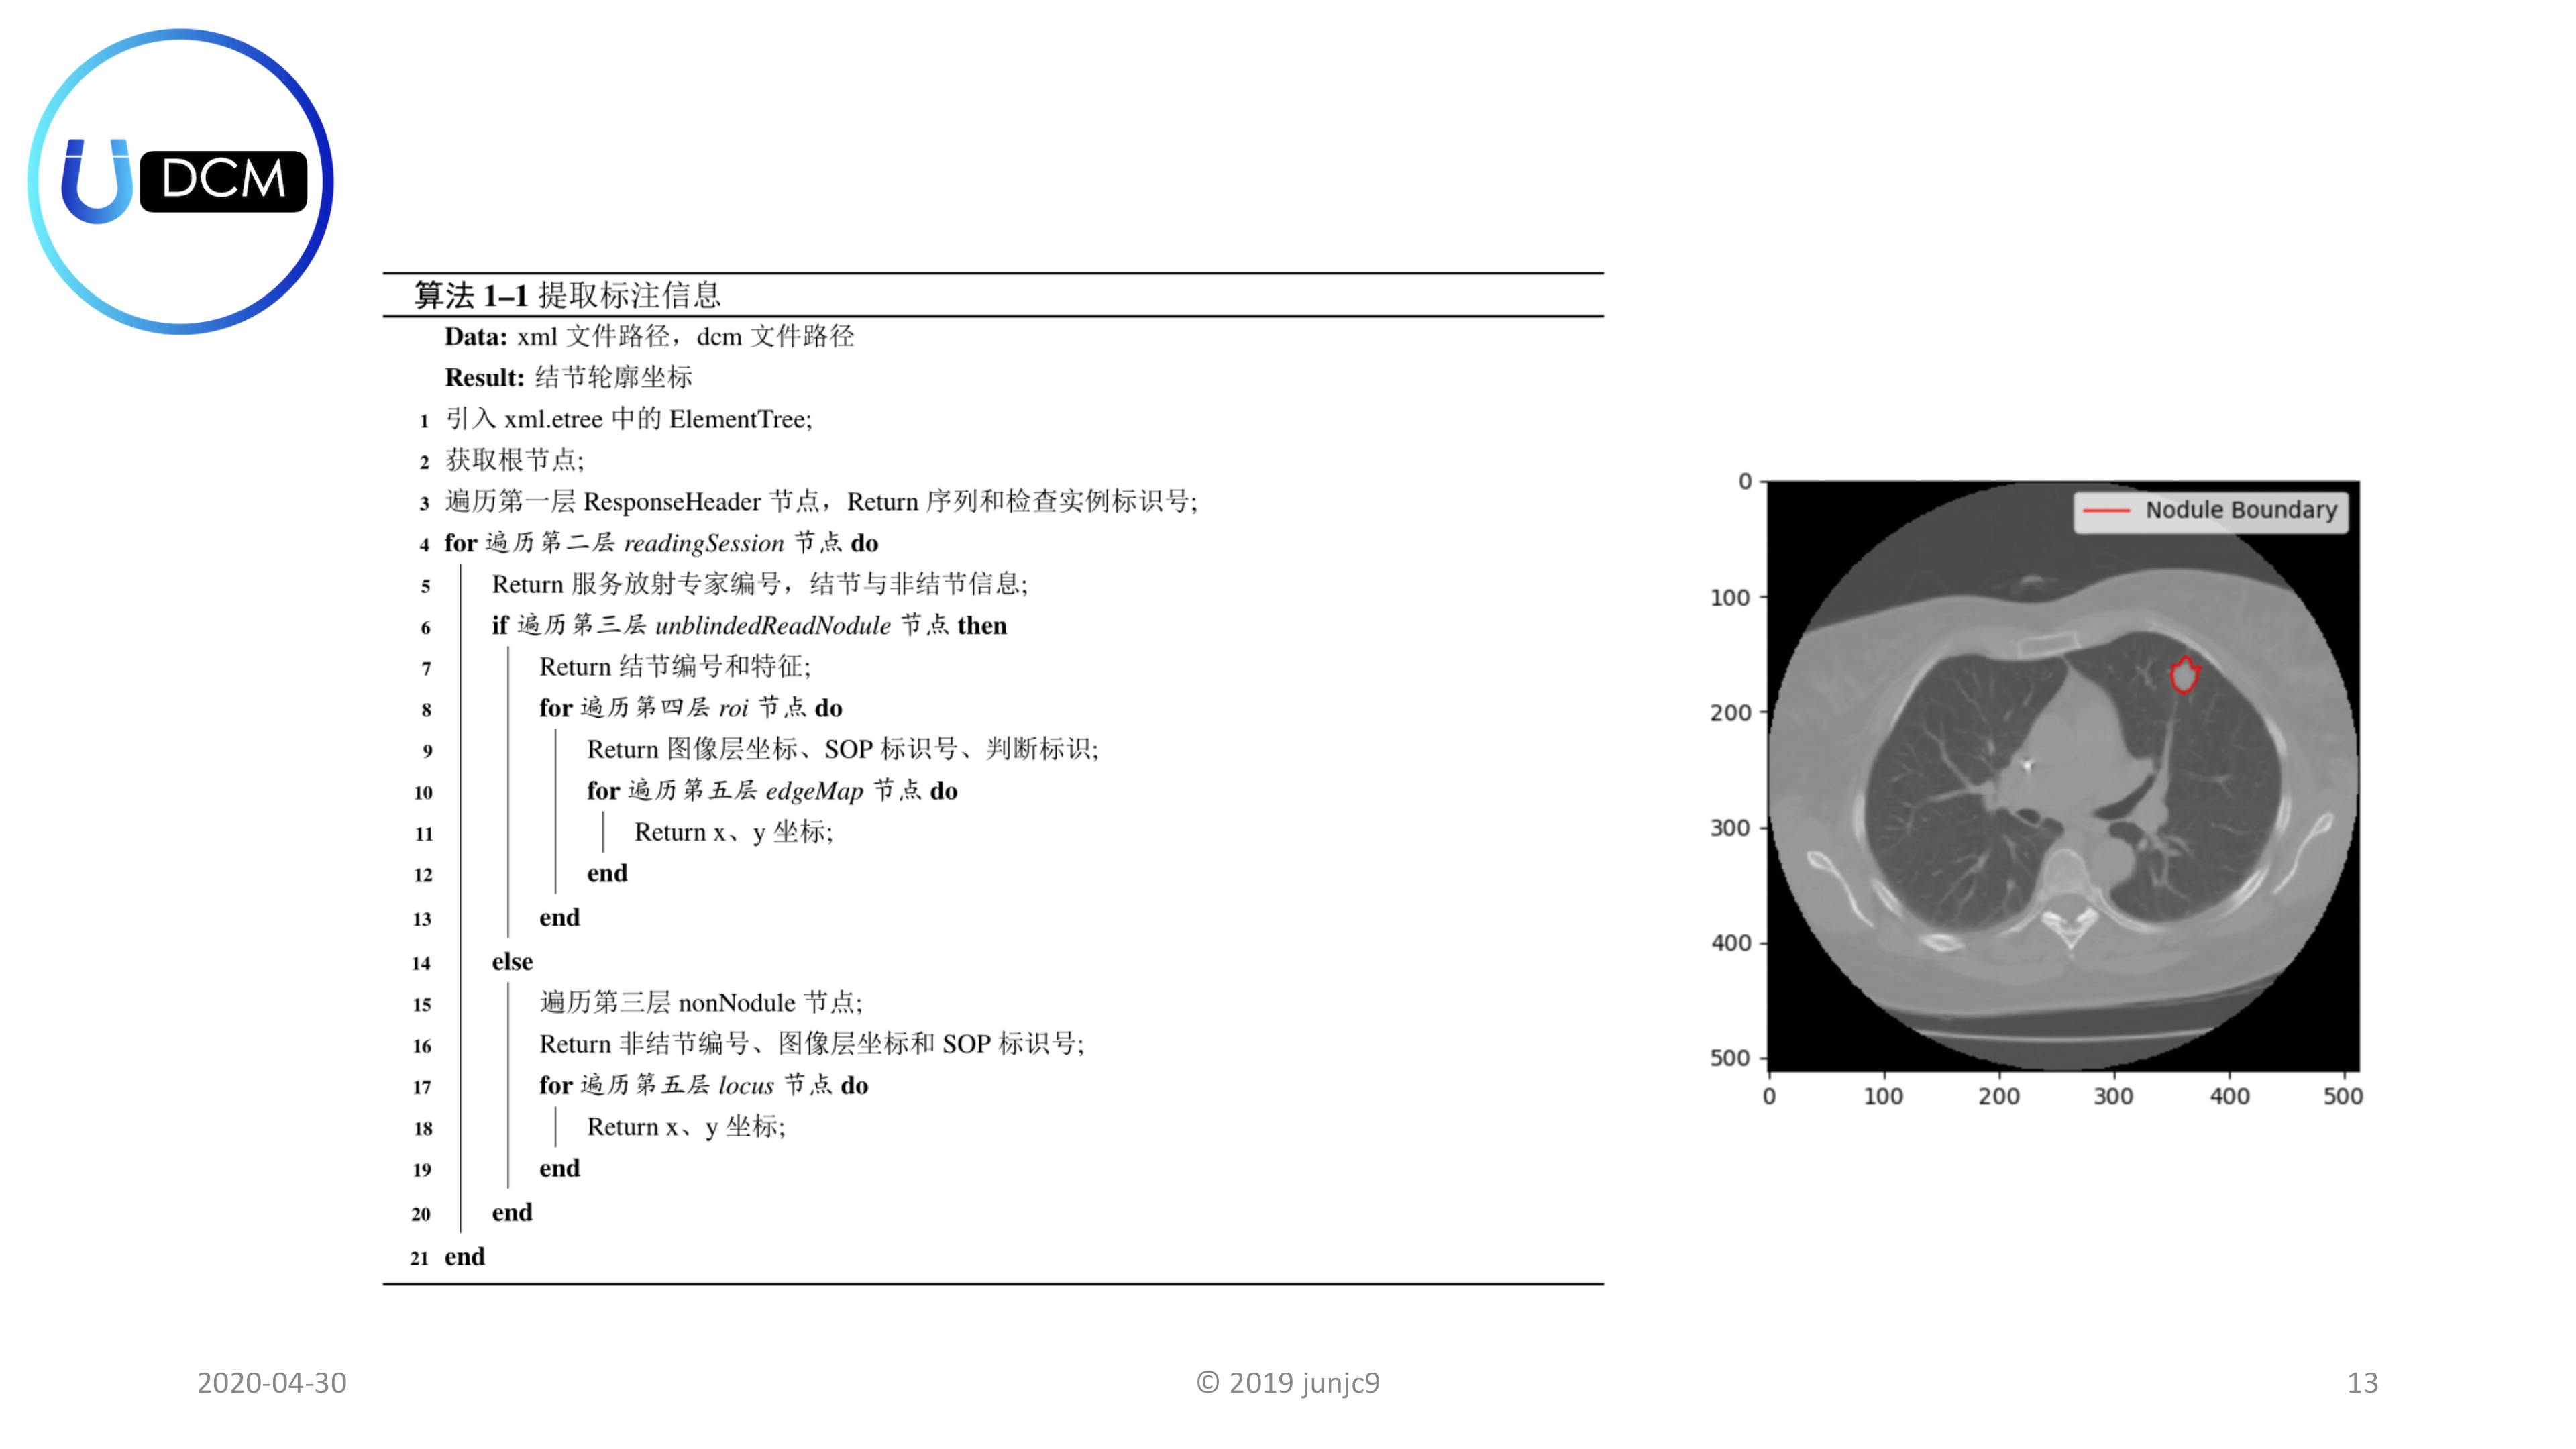 U DCM
算法 1–1 提取标注信息
Data: xml 文件路径，dcm 文件路径
Result: 结节轮廓坐标
1 引入 xml.etree 中的 ElementTree;
2 获取根节点;
3 遍历第一层 ResponseHeader 节点，Return 序列和检查实例标识号;
4 for 遍历第二层 readingSession 节点 do
5 Return 服务放射专家编号，结节与非结节信息;
6 if 遍历第三层 unblindedReadNodule 节点 then
7 Return 结节编号和特征;
8 for 遍历第四层 roi 节点 do
9 Return 图像层坐标、SOP 标识号、判断标识;
10 for 遍历第五层 edgeMap 节点 do
11 Return x、y 坐标;
12 end
13 end
14 else
15 遍历第三层 nonNodule 节点;
16 Return 非结节编号、图像层坐标和 SOP 标识号;
17 for 遍历第五层 locus 节点 do
18 Return x、y 坐标;
19 end
20 end
21 end
Nodule Boundary
0
100
200
300
400
500
0 100 200 300 400 500
2020-04-30 © 2019 junjc9 13